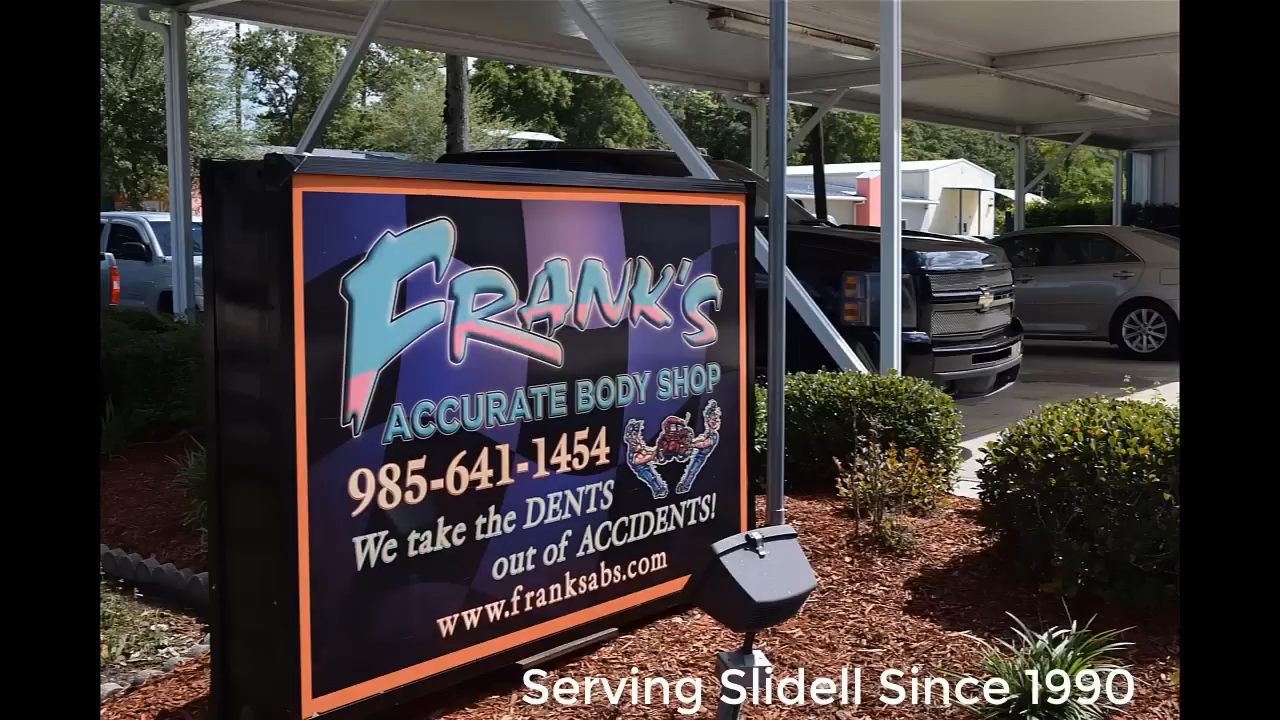 FRANK'S
ACCURATE BODY SHOP
985-641-1454
We take the DENTS
out of ACCIDENTS!
www.franksabs.com
Serving Slidell Since 1990